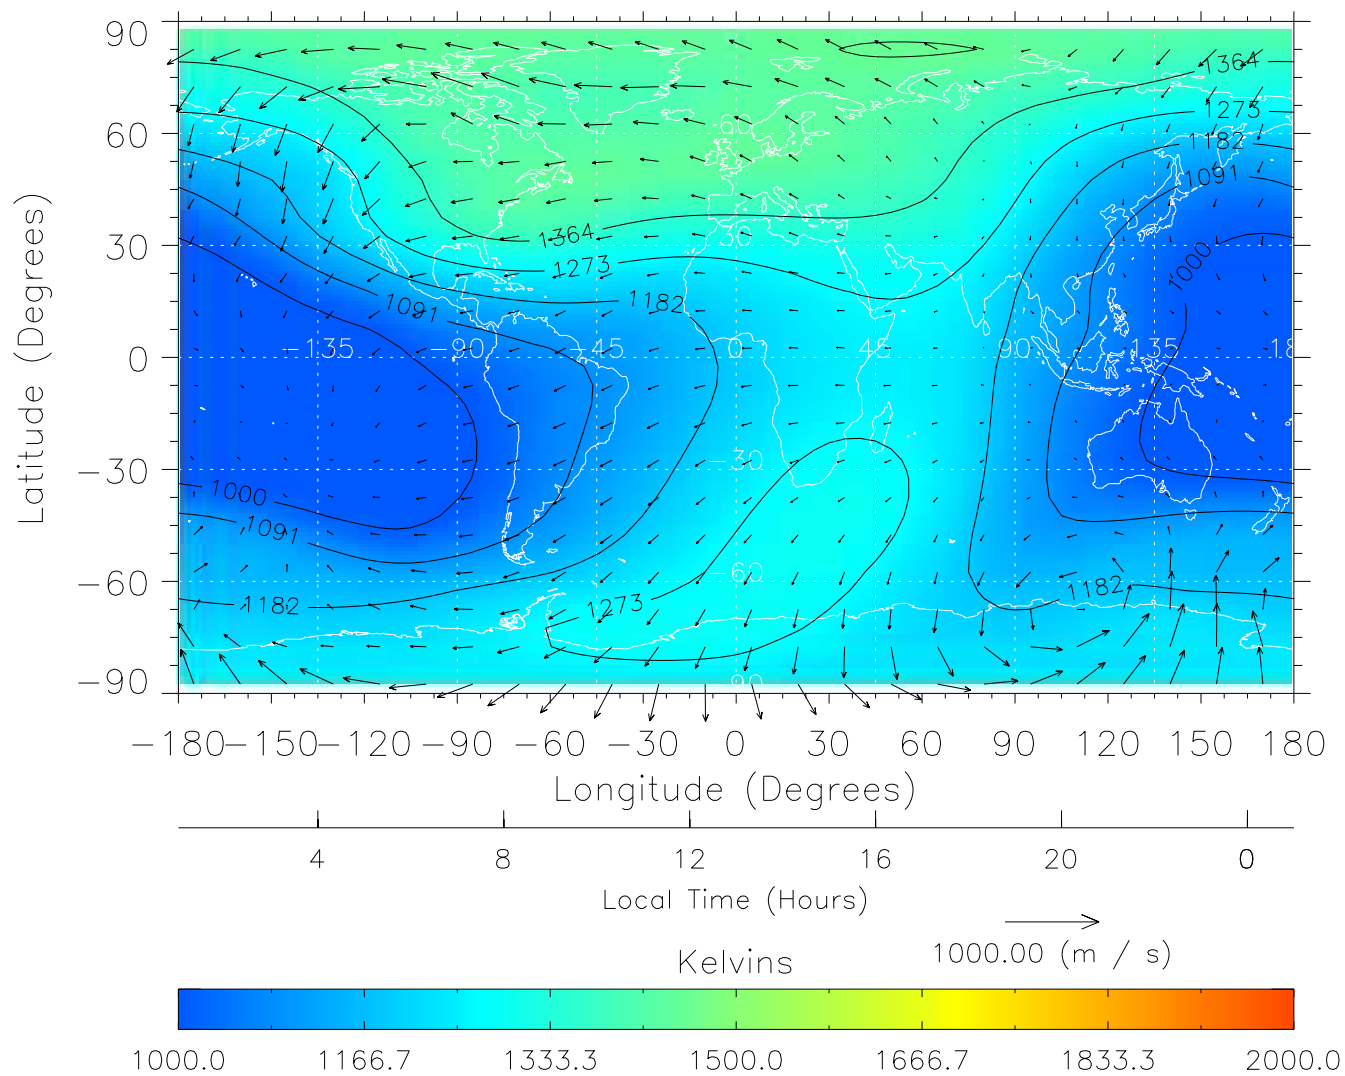 90
60
30
0
−30
−60
−90
Latitude (Degrees)
1364
1273
1182
1091
1000
1364
1273
1182
1091
1000
1091
1182
1273
1182
60
30
−135 −90 −45 0 45 90 135 18
−30
−60
−90
−180 −150 −120 −90 −60 −30 0 30 60 90 120 150 180
Longitude (Degrees)
4 8 12 16 20 0
Local Time (Hours)
1000.00 (m / s)
Kelvins
1000.0 1166.7 1333.3 1500.0 1666.7 1833.3 2000.0